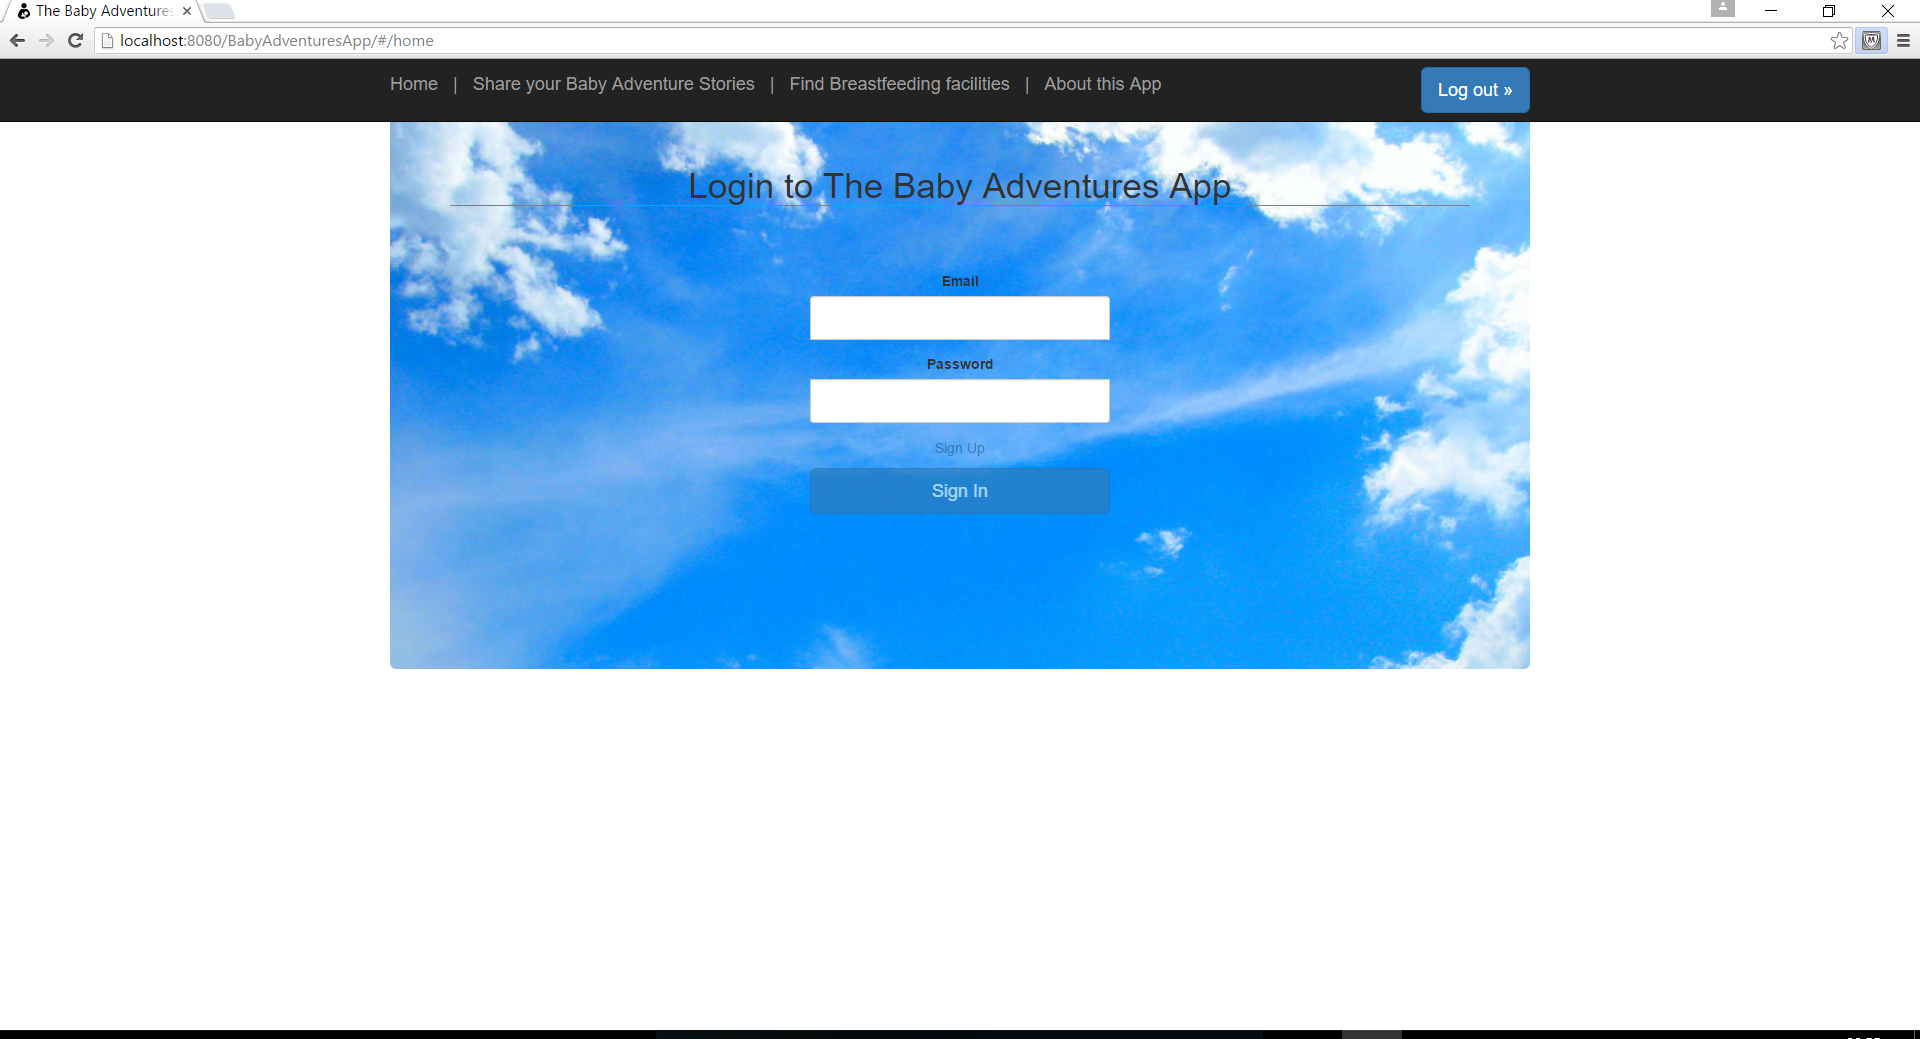 The Baby Adventures
localhost:8080/BabyAdventuresApp/#/home
Home | Share your Baby Adventure Stories | Find Breastfeeding facilities | About this App
Log out »
Login to The Baby Adventures App
Email
Password
Sign Up
Sign In